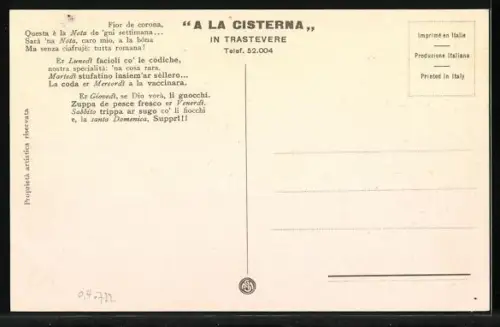 Fior de corona,
Questa è la Nota de 'gni settimana...
Sarà 'na Nota, caro mio, a la bôna
Ma senza ciafrujè: tutta romana!
Er Lunedì facioli co' le códiche,
nostra specialità: 'na cosa rara.
Martedì stufatino insiem'ar séllero...
La coda er Mercordì a la vaccinara.
Er Giovedì, se Dio vorà, li gnocchi.
Zuppa de pesce fresco er Venerdì.
Sabbito trippa ar sugo co' li fiocchi
e, la santa Domenica, Supprì!!
Proprietà artistica riservata
"A LA CISTERNA„
IN TRASTEVERE
Telef. 52.004
Imprimé en Italie
Produzione Italiana
Printed in Italy